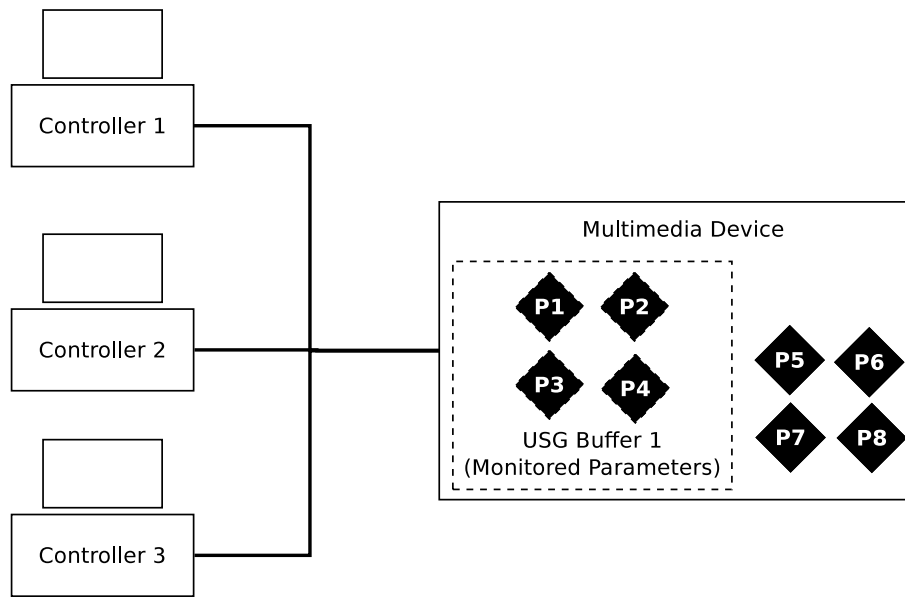 Controller 1
Controller 2
Controller 3
Multimedia Device
P1 P2
P3 P4
USG Buffer 1
(Monitored Parameters)
P5 P6
P7 P8